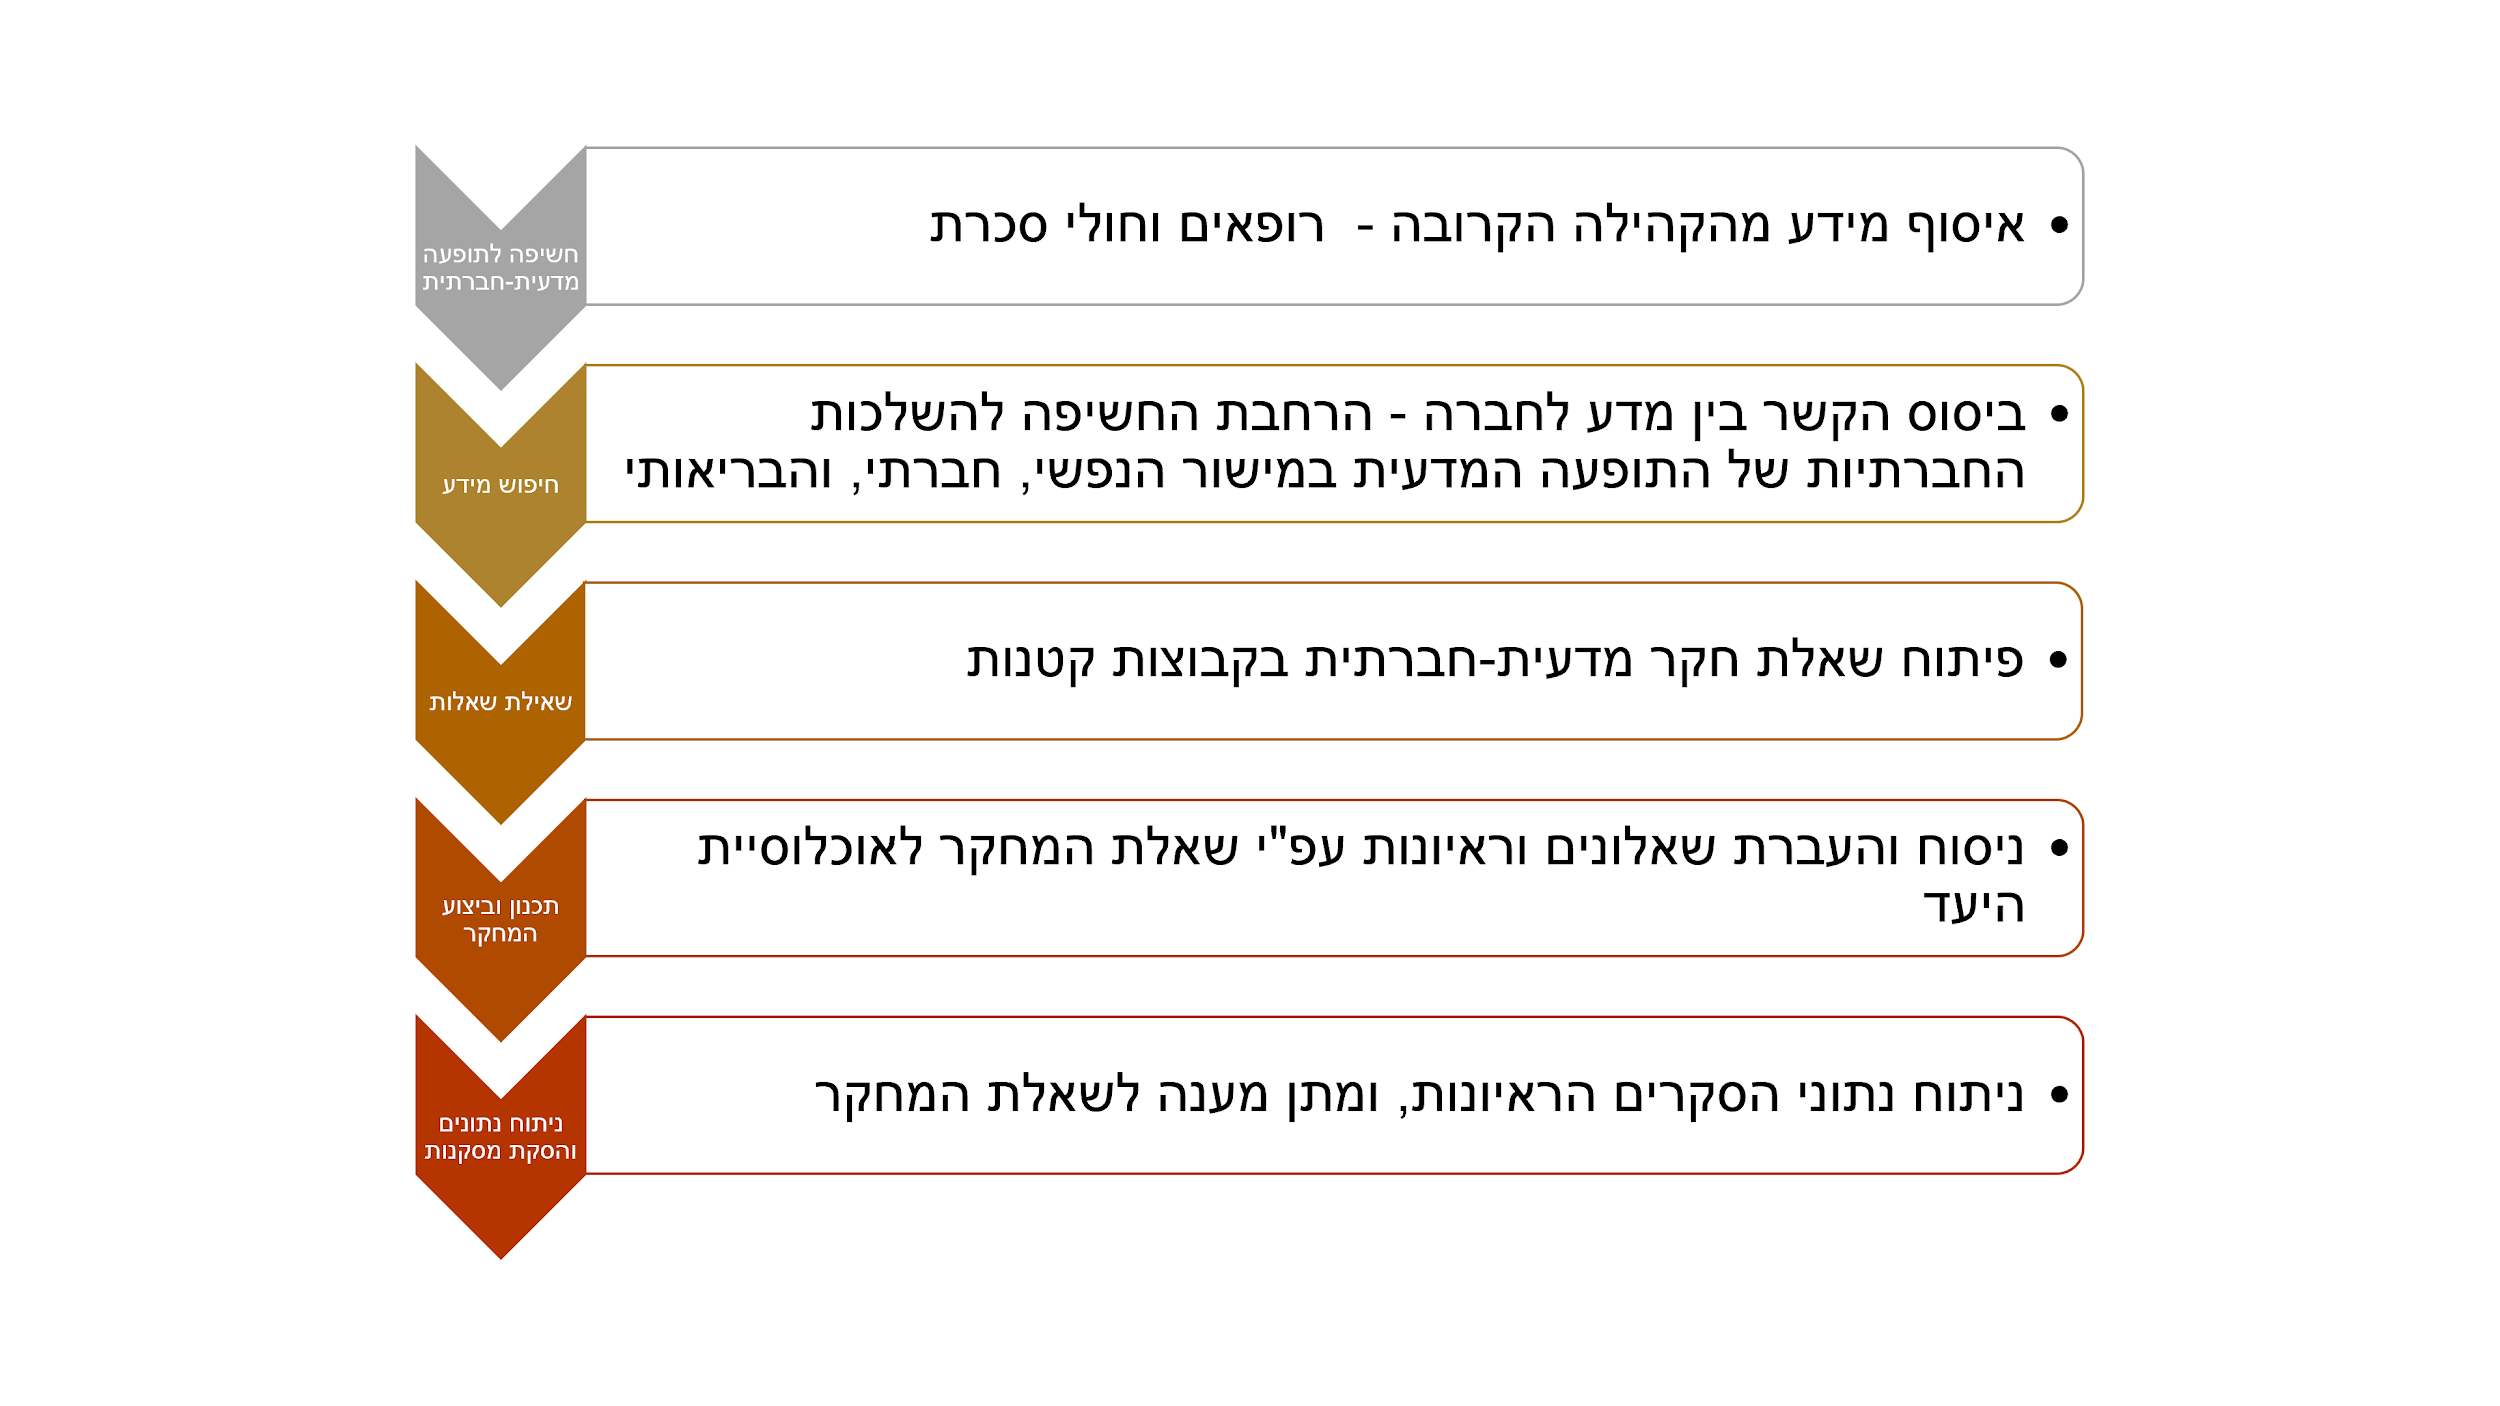 חשיפה לתופעה
מדעית-חברתית
• איסוף מידע מהקהילה הקרובה -  רופאים וחולי סכרת
חיפוש מידע
• ביסוס הקשר בין מדע לחברה - הרחבת החשיפה להשלכות
החברתיות של התופעה המדעית במישור הנפשי, חברתי, והבריאותי
שאילת שאלות
• פיתוח שאלת חקר מדעית-חברתית בקבוצות קטנות
תכנון וביצוע
המחקר
• ניסוח והעברת שאלונים וראיונות עפ"י שאלת המחקר לאוכלוסיית
היעד
ניתוח נתונים
והסקת מסקנות
• ניתוח נתוני הסקרים הראיונות, ומתן מענה לשאלת המחקר